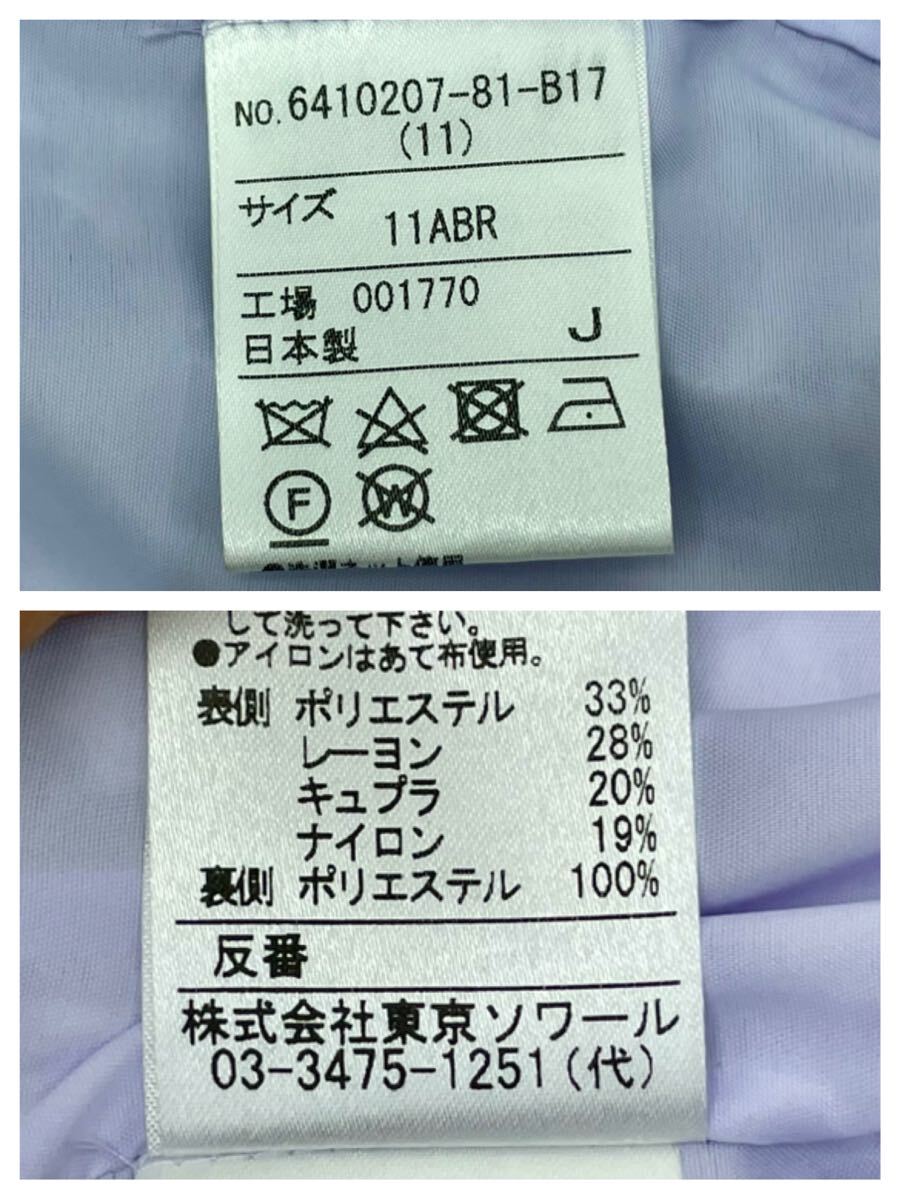 NO.6410207-81-B17
(11)
サイズ 11ABR
工場 001770
日本製 J
F W
して洗って下さい。
●アイロンはあて布使用。
表側 ポリエステル 33%
レーヨン 28%
キュプラ 20%
ナイロン 19%
裏側 ポリエステル 100%
反番
株式会社東京ソワール
03-3475-1251(代)